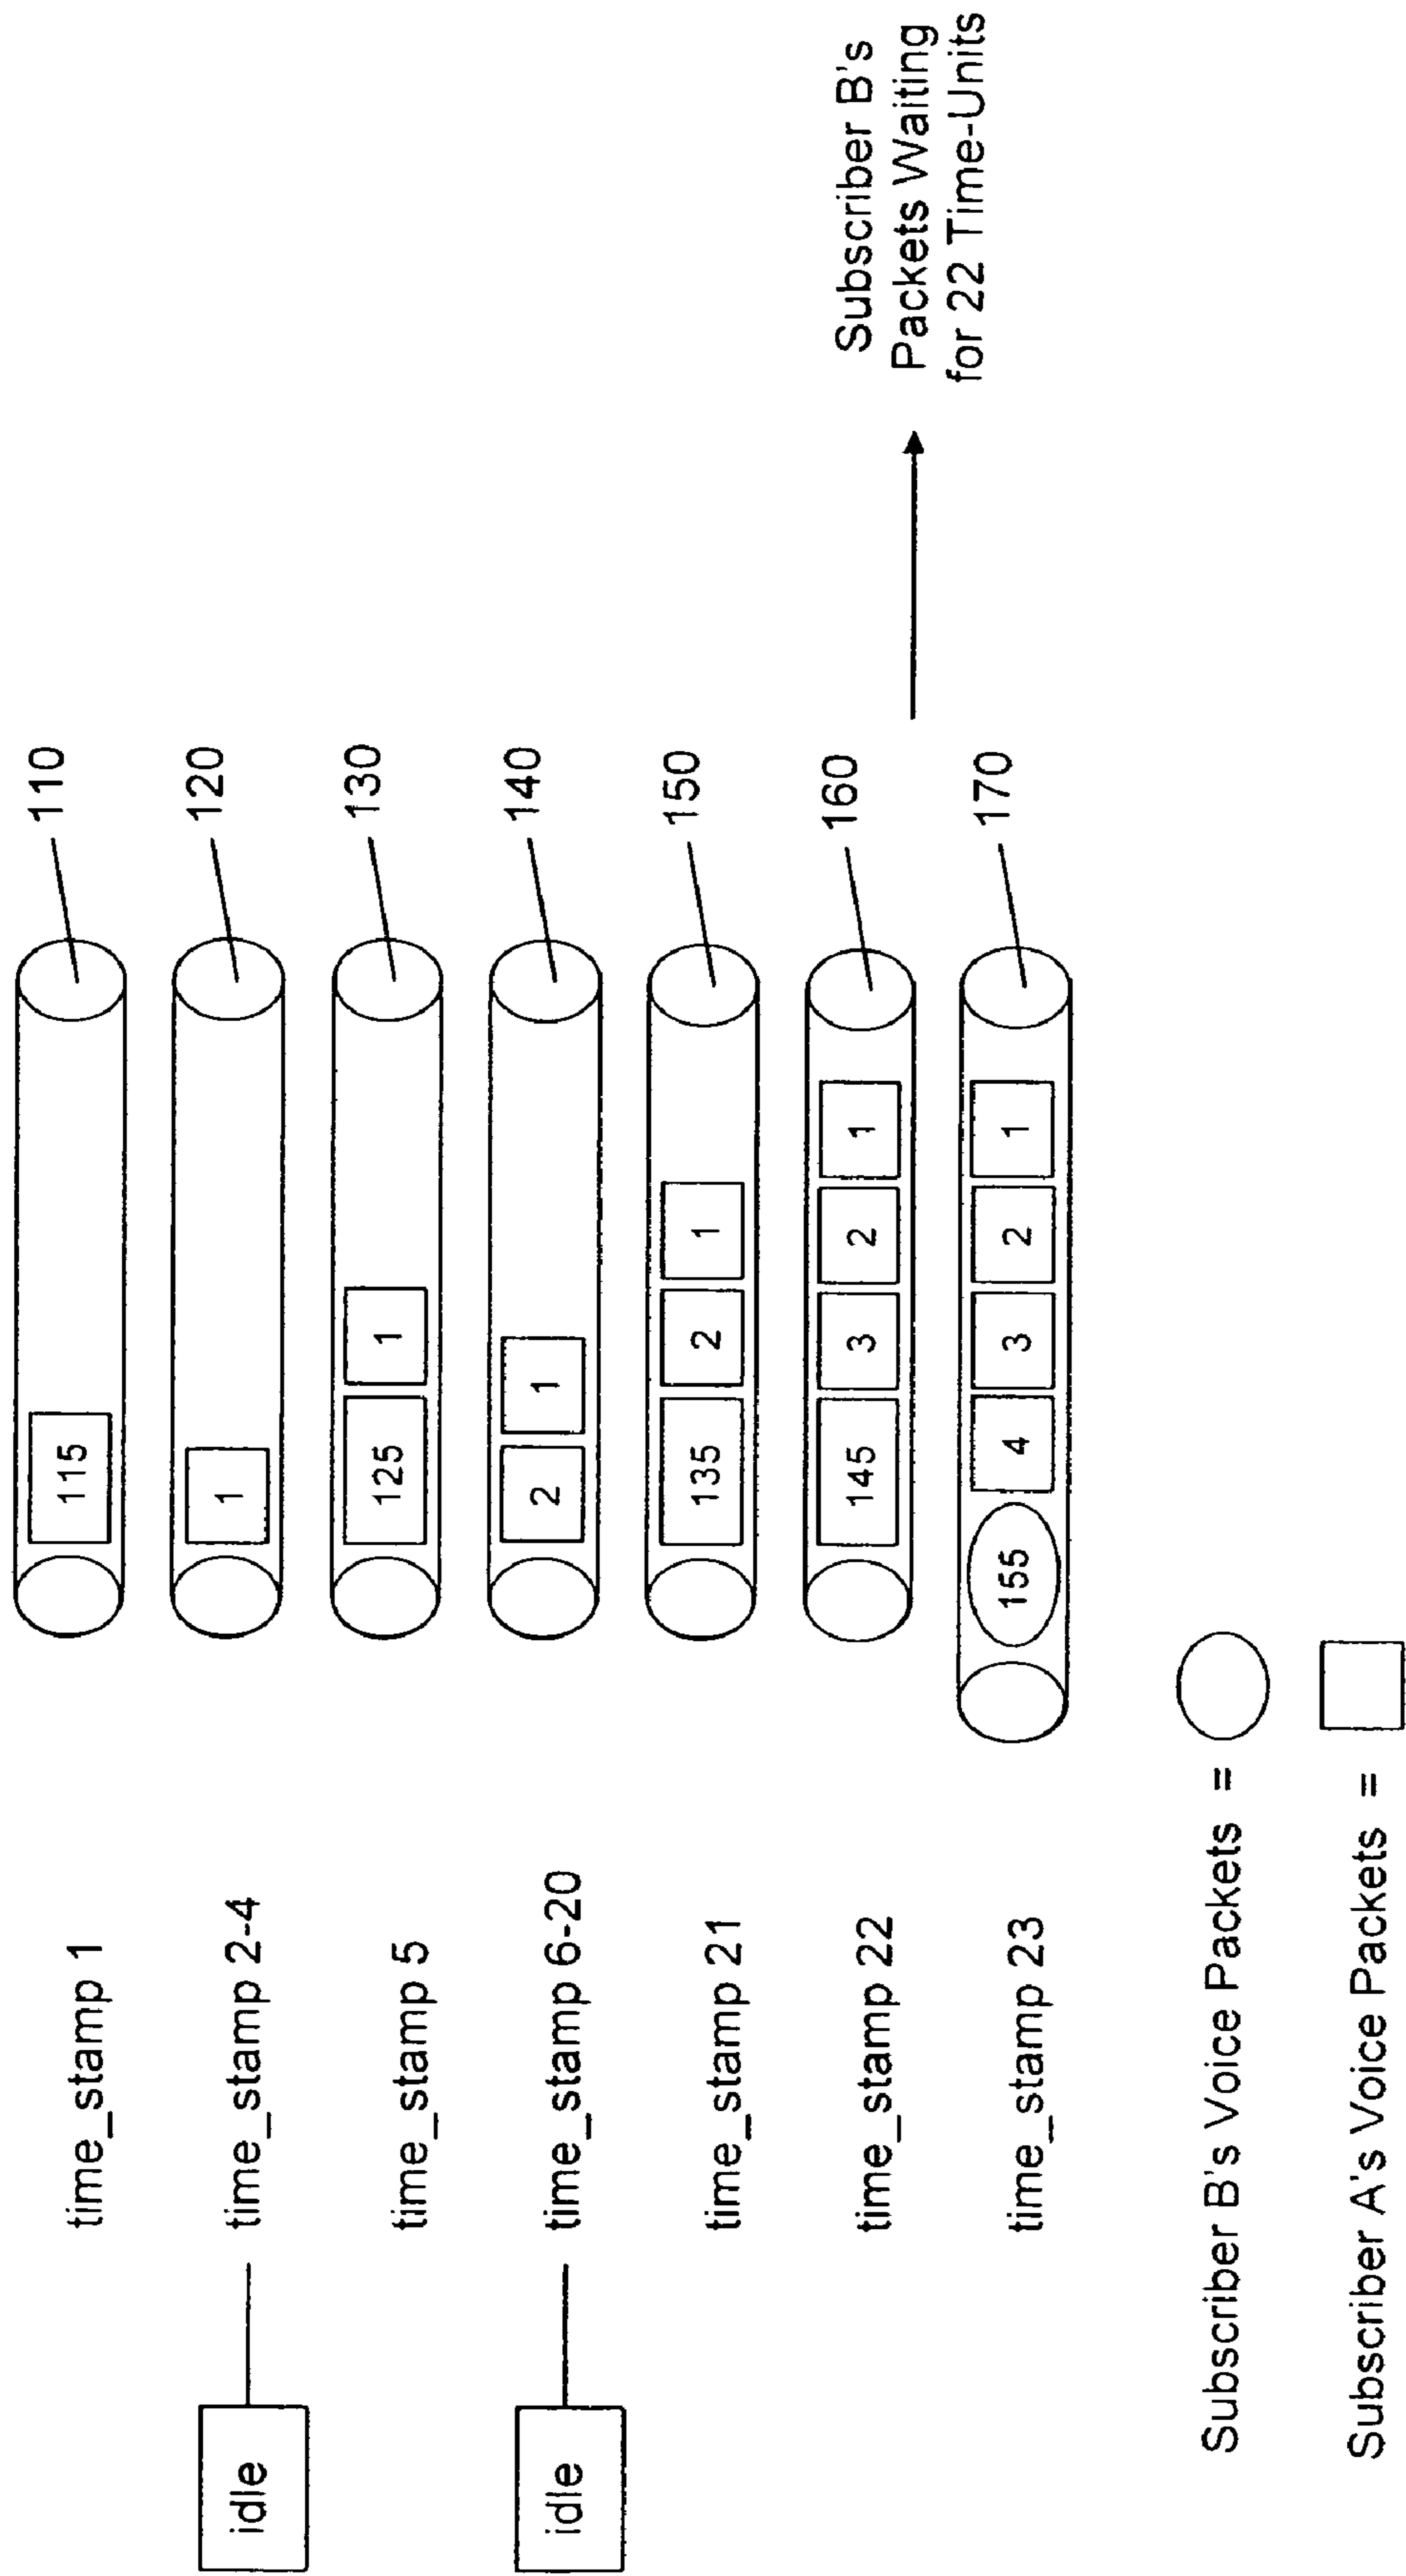 time_stamp 1
115
110
idle
time_stamp 2-4
1
120
time_stamp 5
125
1
130
idle
time_stamp 6-20
2
1
140
time_stamp 21
135
2
1
150
time_stamp 22
145
3
2
1
160
Subscriber B's
Packets Waiting
for 22 Time-Units
time_stamp 23
155
4
3
2
1
170
Subscriber B's Voice Packets =
Subscriber A's Voice Packets =